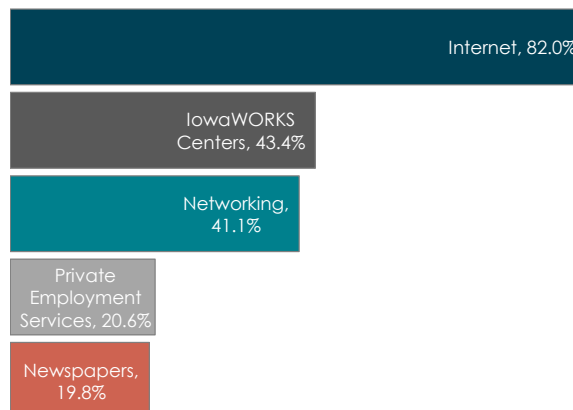 Internet, 82.0%
IowaWORKS
Centers, 43.4%
Networking,
41.1%
Private
Employment
Services, 20.6%
Newspapers,
19.8%